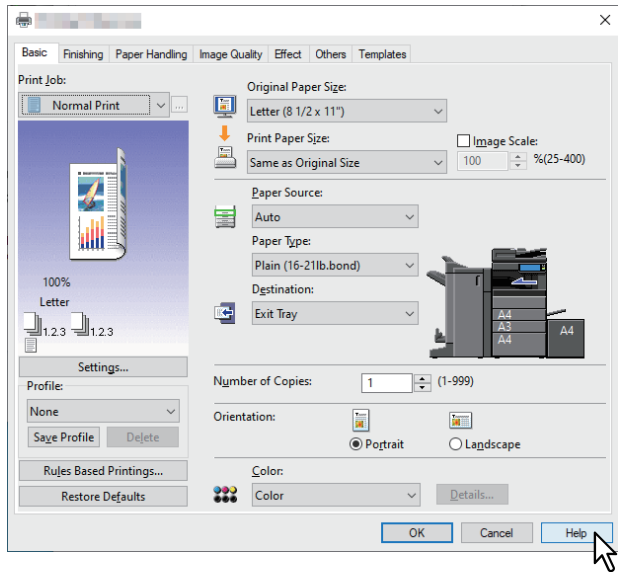 Basic Finishing Paper Handling Image Quality Effect Others Templates
Print Job:
Normal Print
...
100%
Letter
1.2.3 1.2.3
Settings...
Profile:
None
Save Profile Delete
Rules Based Printings...
Restore Defaults
Original Paper Size:
Letter (8 1/2 x 11")
Print Paper Size:
Same as Original Size
Image Scale:
100 %(25-400)
Paper Source:
Auto
Paper Type:
Plain (16-21lb.bond)
Destination:
Exit Tray
A4
A3
A4
A4
Number of Copies: 1 (1-999)
Orientation:
Portrait Landscape
Color:
Color Details...
OK Cancel Help